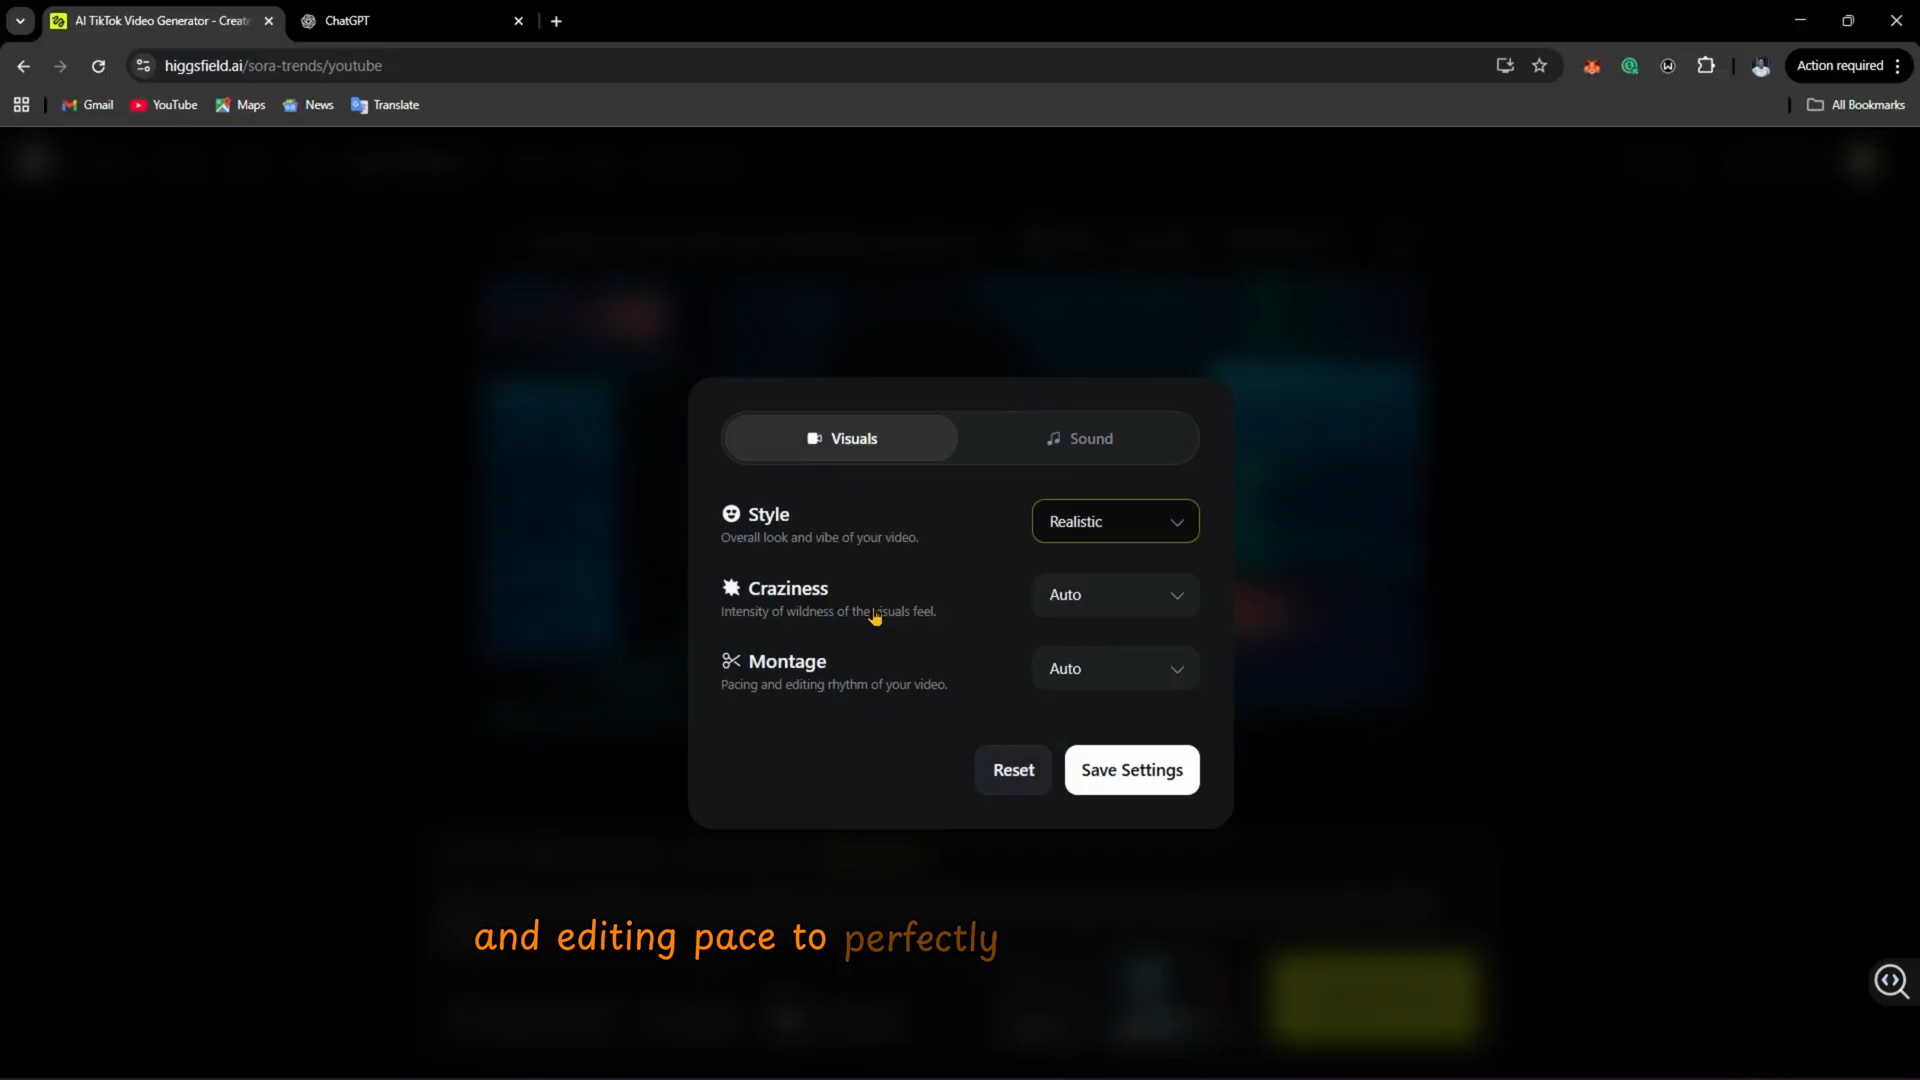 AI TikTok Video Generator - Creat
ChatGPT
higgsfield.ai/sora-trends/youtube
Action required
Gmail
YouTube
Maps
News
Translate
All Bookmarks
Visuals
Sound
Style
Realistic
Overall look and vibe of your video.
Craziness
Auto
Intensity of wildness of the visuals feel.
Montage
Auto
Pacing and editing rhythm of your video.
Reset
Save Settings
and editing pace to perfectly